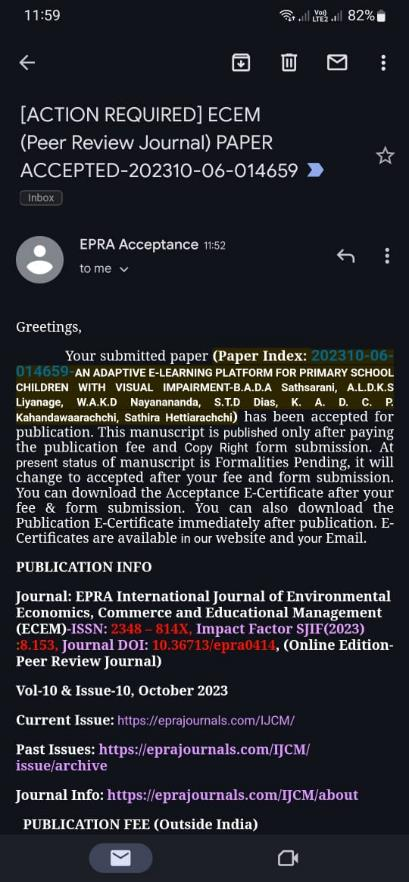 11:59
Vo) LTE2 82%
[ACTION REQUIRED] ECEM
(Peer Review Journal) PAPER
ACCEPTED-202310-06-014659
Inbox
EPRA Acceptance 11:52
to me
Greetings,
Your submitted paper (Paper Index: 202310-06-
014659-AN ADAPTIVE E-LEARNING PLATFORM FOR PRIMARY SCHOOL
CHILDREN WITH VISUAL IMPAIRMENT-B.A.D.A Sathsarani, A.L.D.K.S
Liyanage, W.A.K.D Nayanananda, S.T.D Dias, K. A. D. C. P.
Kahandawaarachchi, Sathira Hettiarachchi) has been accepted for
publication. This manuscript is published only after paying
the publication fee and Copy Right form submission. At
present status of manuscript is Formalities Pending, it will
change to accepted after your fee and form submission.
You can download the Acceptance E-Certificate after your
fee & form submission. You can also download the
Publication E-Certificate immediately after publication. E-
Certificates are available in our website and your Email.
PUBLICATION INFO
Journal: EPRA International Journal of Environmental
Economics, Commerce and Educational Management
(ECEM)-ISSN: 2348 – 814X, Impact Factor SJIF(2023)
:8.153, Journal DOI: 10.36713/epra0414, (Online Edition-
Peer Review Journal)
Vol-10 & Issue-10, October 2023
Current Issue: https://eprajournals.com/IJCM/
Past Issues: https://eprajournals.com/IJCM/
issue/archive
Journal Info: https://eprajournals.com/IJCM/about
PUBLICATION FEE (Outside India)